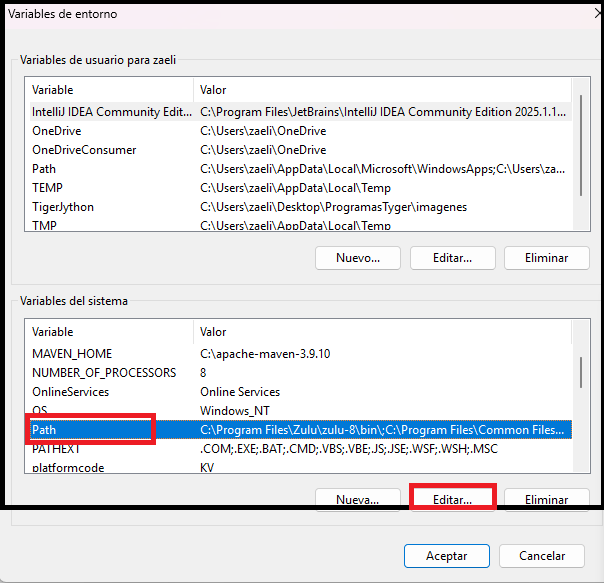 Variables de entorno
Variables de usuario para zaeli
Variable Valor
IntelliJ IDEA Community Edit... C:\Program Files\JetBrains\IntelliJ IDEA Community Edition 2025.1.1...
OneDrive C:\Users\zaeli\OneDrive
OneDriveConsumer C:\Users\zaeli\OneDrive
Path C:\Users\zaeli\AppData\Local\Microsoft\WindowsApps;C:\Users\za...
TEMP C:\Users\zaeli\AppData\Local\Temp
TigerJython C:\Users\zaeli\Desktop\ProgramasTyger\imagenes
TMP C:\Users\zaeli\AppData\Local\Temp
Nuevo... Editar... Eliminar
Variables del sistema
Variable Valor
MAVEN_HOME C:\apache-maven-3.9.10
NUMBER_OF_PROCESSORS 8
OnlineServices Online Services
OS Windows_NT
Path C:\Program Files\Zulu\zulu-8\bin\;C:\Program Files\Common Files...
PATHEXT .COM;.EXE;.BAT;.CMD;.VBS;.VBE;.JS;.JSE;.WSF;.WSH;.MSC
platformcode KV
Nueva... Editar... Eliminar
Aceptar Cancelar